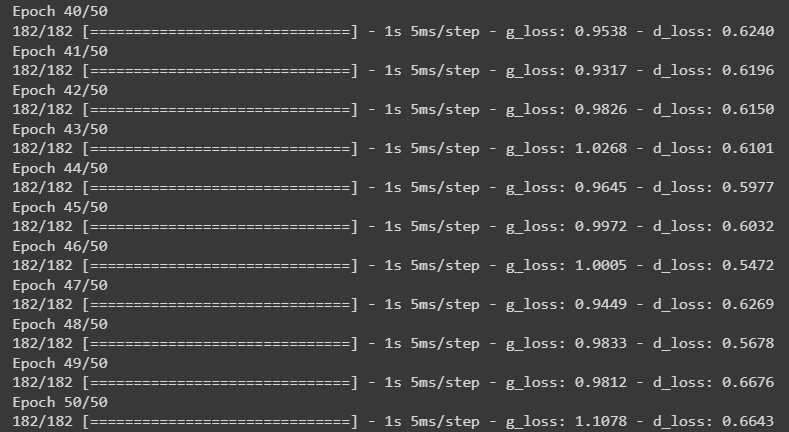 Epoch 40/50
182/182 [==============================] - 1s 5ms/step - g_loss: 0.9538 - d_loss: 0.6240
Epoch 41/50
182/182 [==============================] - 1s 5ms/step - g_loss: 0.9317 - d_loss: 0.6196
Epoch 42/50
182/182 [==============================] - 1s 5ms/step - g_loss: 0.9826 - d_loss: 0.6150
Epoch 43/50
182/182 [==============================] - 1s 5ms/step - g_loss: 1.0268 - d_loss: 0.6101
Epoch 44/50
182/182 [==============================] - 1s 5ms/step - g_loss: 0.9645 - d_loss: 0.5977
Epoch 45/50
182/182 [==============================] - 1s 5ms/step - g_loss: 0.9972 - d_loss: 0.6032
Epoch 46/50
182/182 [==============================] - 1s 5ms/step - g_loss: 1.0005 - d_loss: 0.5472
Epoch 47/50
182/182 [==============================] - 1s 5ms/step - g_loss: 0.9449 - d_loss: 0.6269
Epoch 48/50
182/182 [==============================] - 1s 5ms/step - g_loss: 0.9833 - d_loss: 0.5678
Epoch 49/50
182/182 [==============================] - 1s 5ms/step - g_loss: 0.9812 - d_loss: 0.6676
Epoch 50/50
182/182 [==============================] - 1s 5ms/step - g_loss: 1.1078 - d_loss: 0.6643